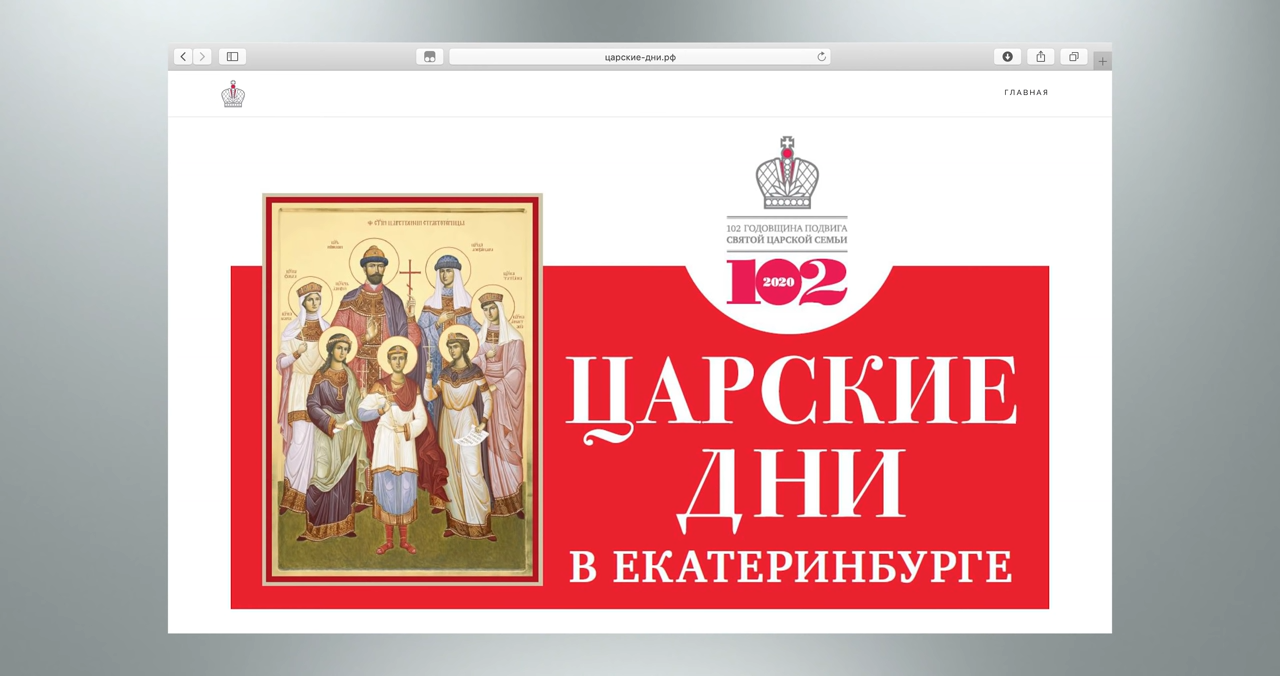 царские-дни.рф
ГЛАВНАЯ
102 ГОДОВЩИНА ПОДВИГА
СВЯТОЙ ЦАРСКОЙ СЕМЬИ
102
2020
ЦАРСКИЕ
ДНИ
В ЕКАТЕРИНБУРГЕ